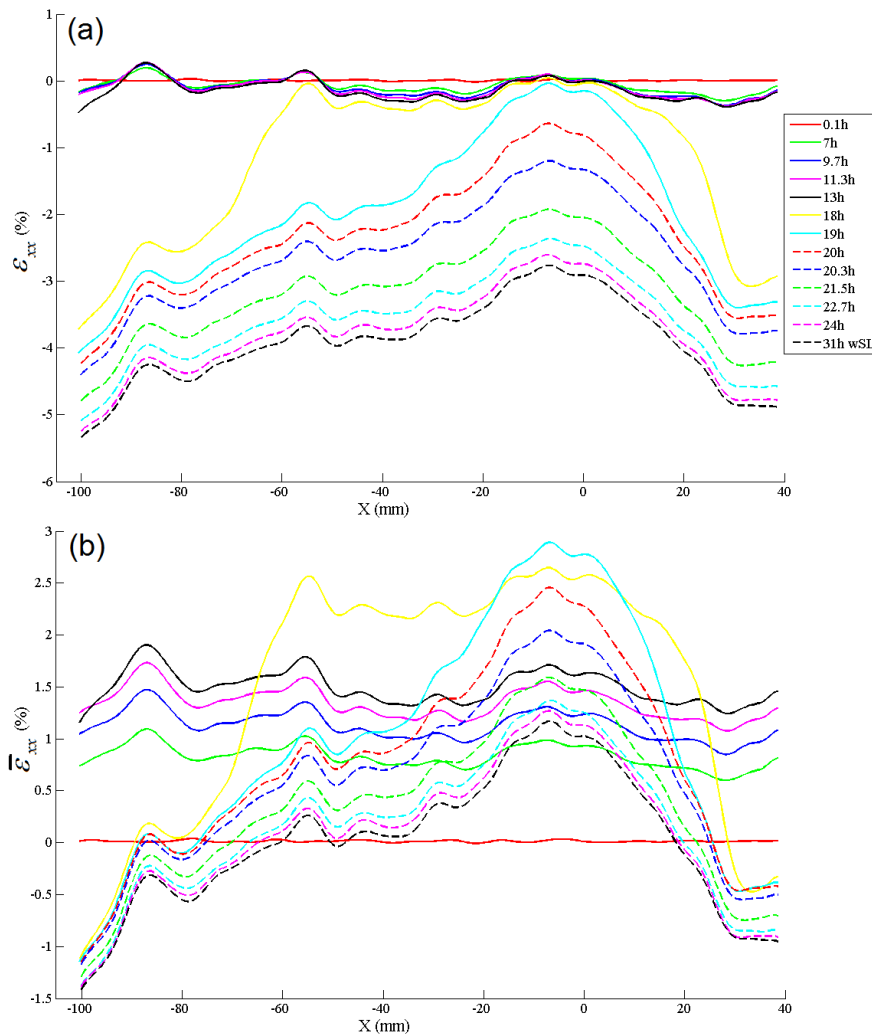 (a)
1
0
-1
-2
-3
-4
-5
-6
ε_xx (%)
-100 -80 -60 -40 -20 0 20 40
X (mm)
0.1h
7h
9.7h
11.3h
13h
18h
19h
20h
20.3h
21.5h
22.7h
24h
31h wSL
(b)
3
2.5
2
1.5
1
0.5
0
-0.5
-1
-1.5
ε̅_xx (%)
-100 -80 -60 -40 -20 0 20 40
X (mm)